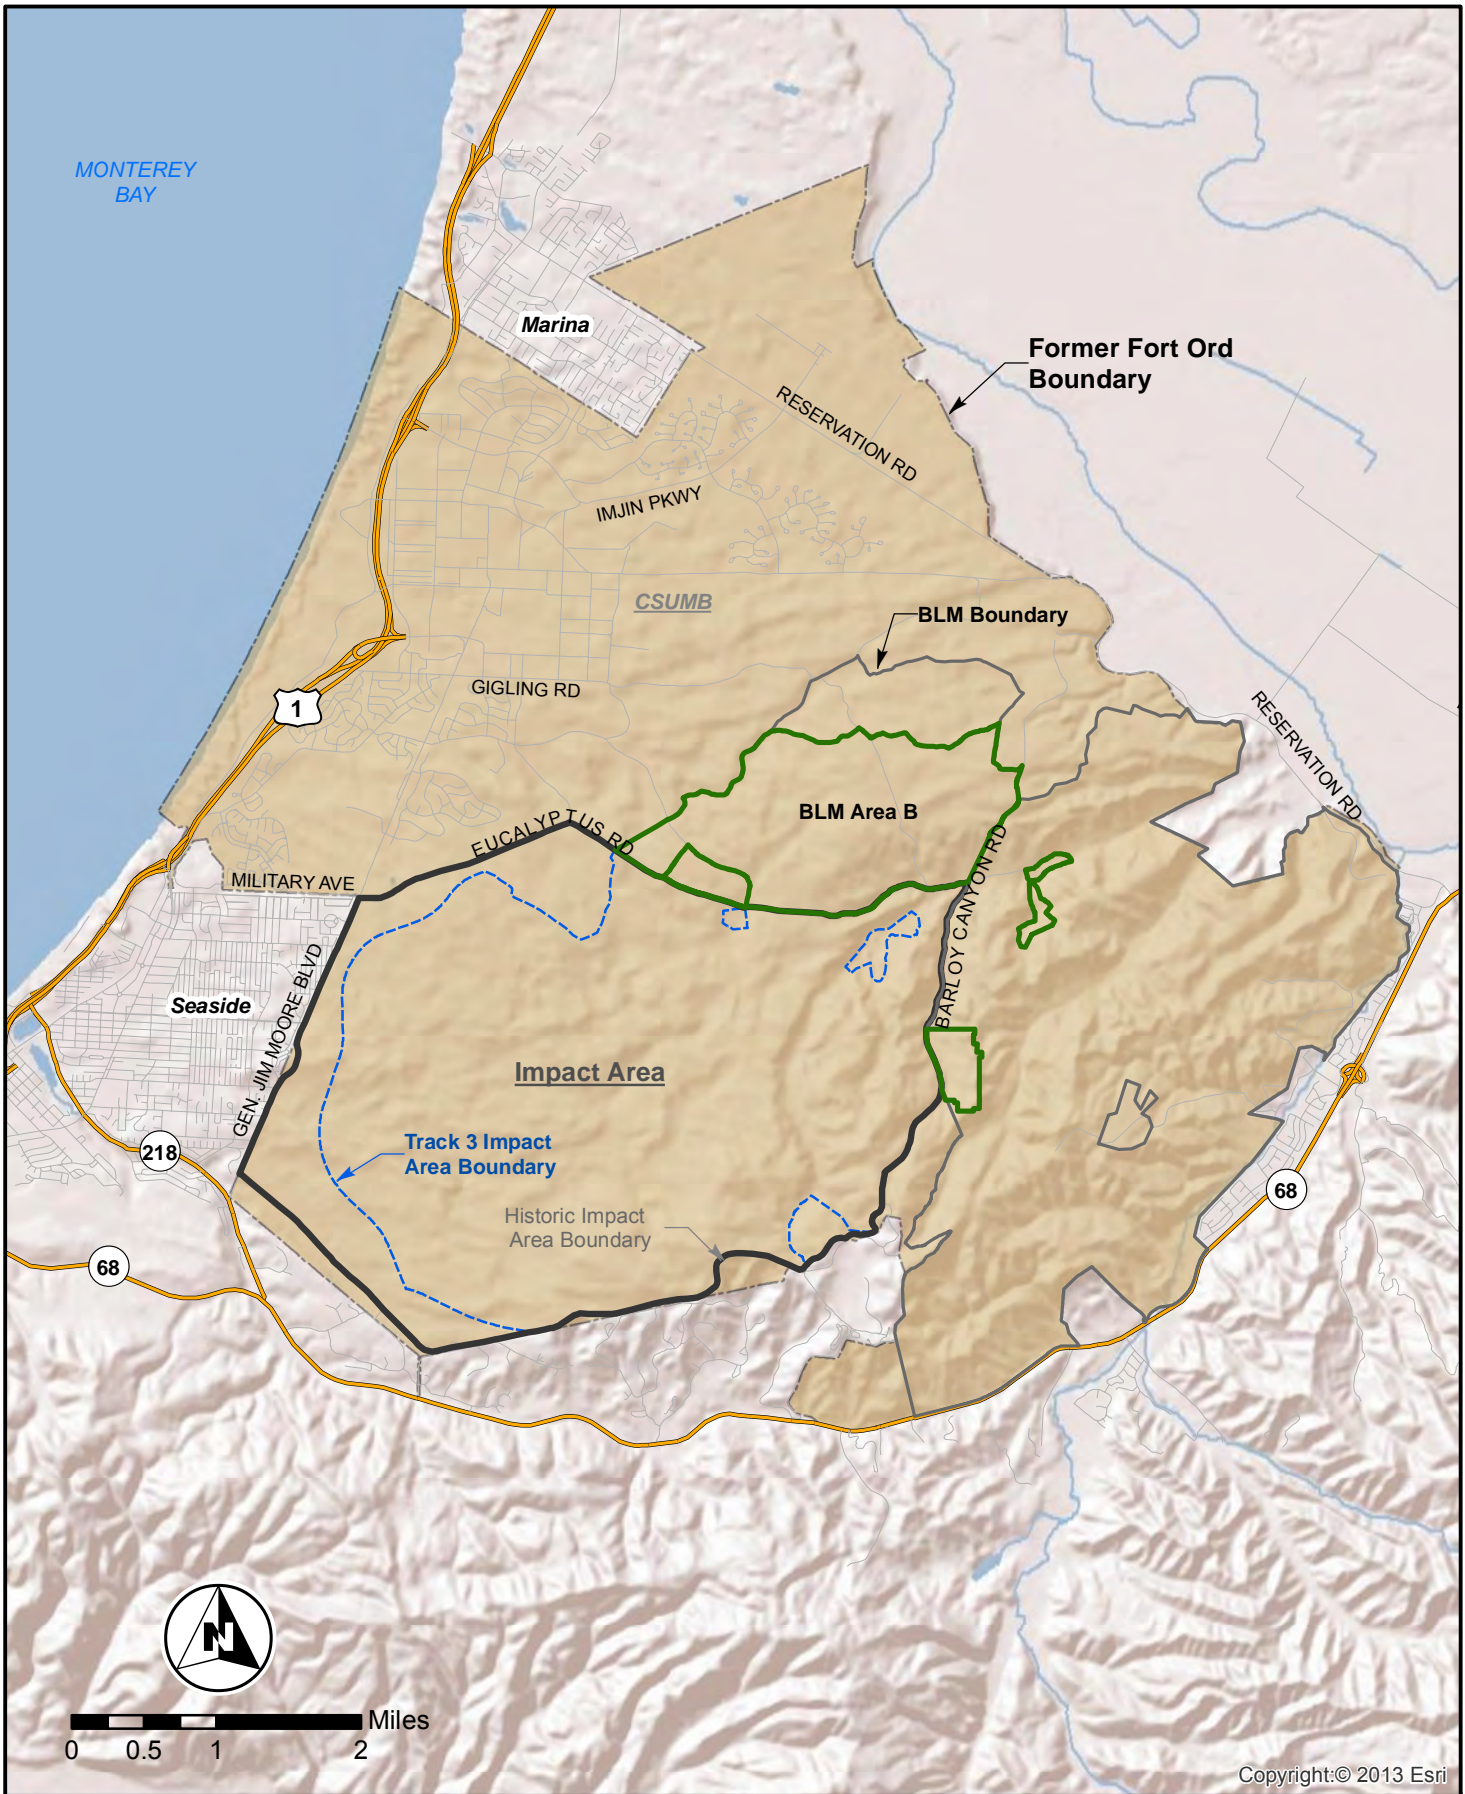 MONTEREY
BAY
Marina
Former Fort Ord
Boundary
RESERVATION RD
IMJIN PKWY
CSUMB
BLM Boundary
GIGLING RD
1
RESERVATION RD
BLM Area B
EUCALYPTUS RD
MILITARY AVE
BARLOY CANYON RD
Seaside
GEN. JIM MOORE BLVD
Impact Area
218
Track 3 Impact
Area Boundary
68
Historic Impact
Area Boundary
68
N
Miles
0 0.5 1 2
Copyright:© 2013 Esri